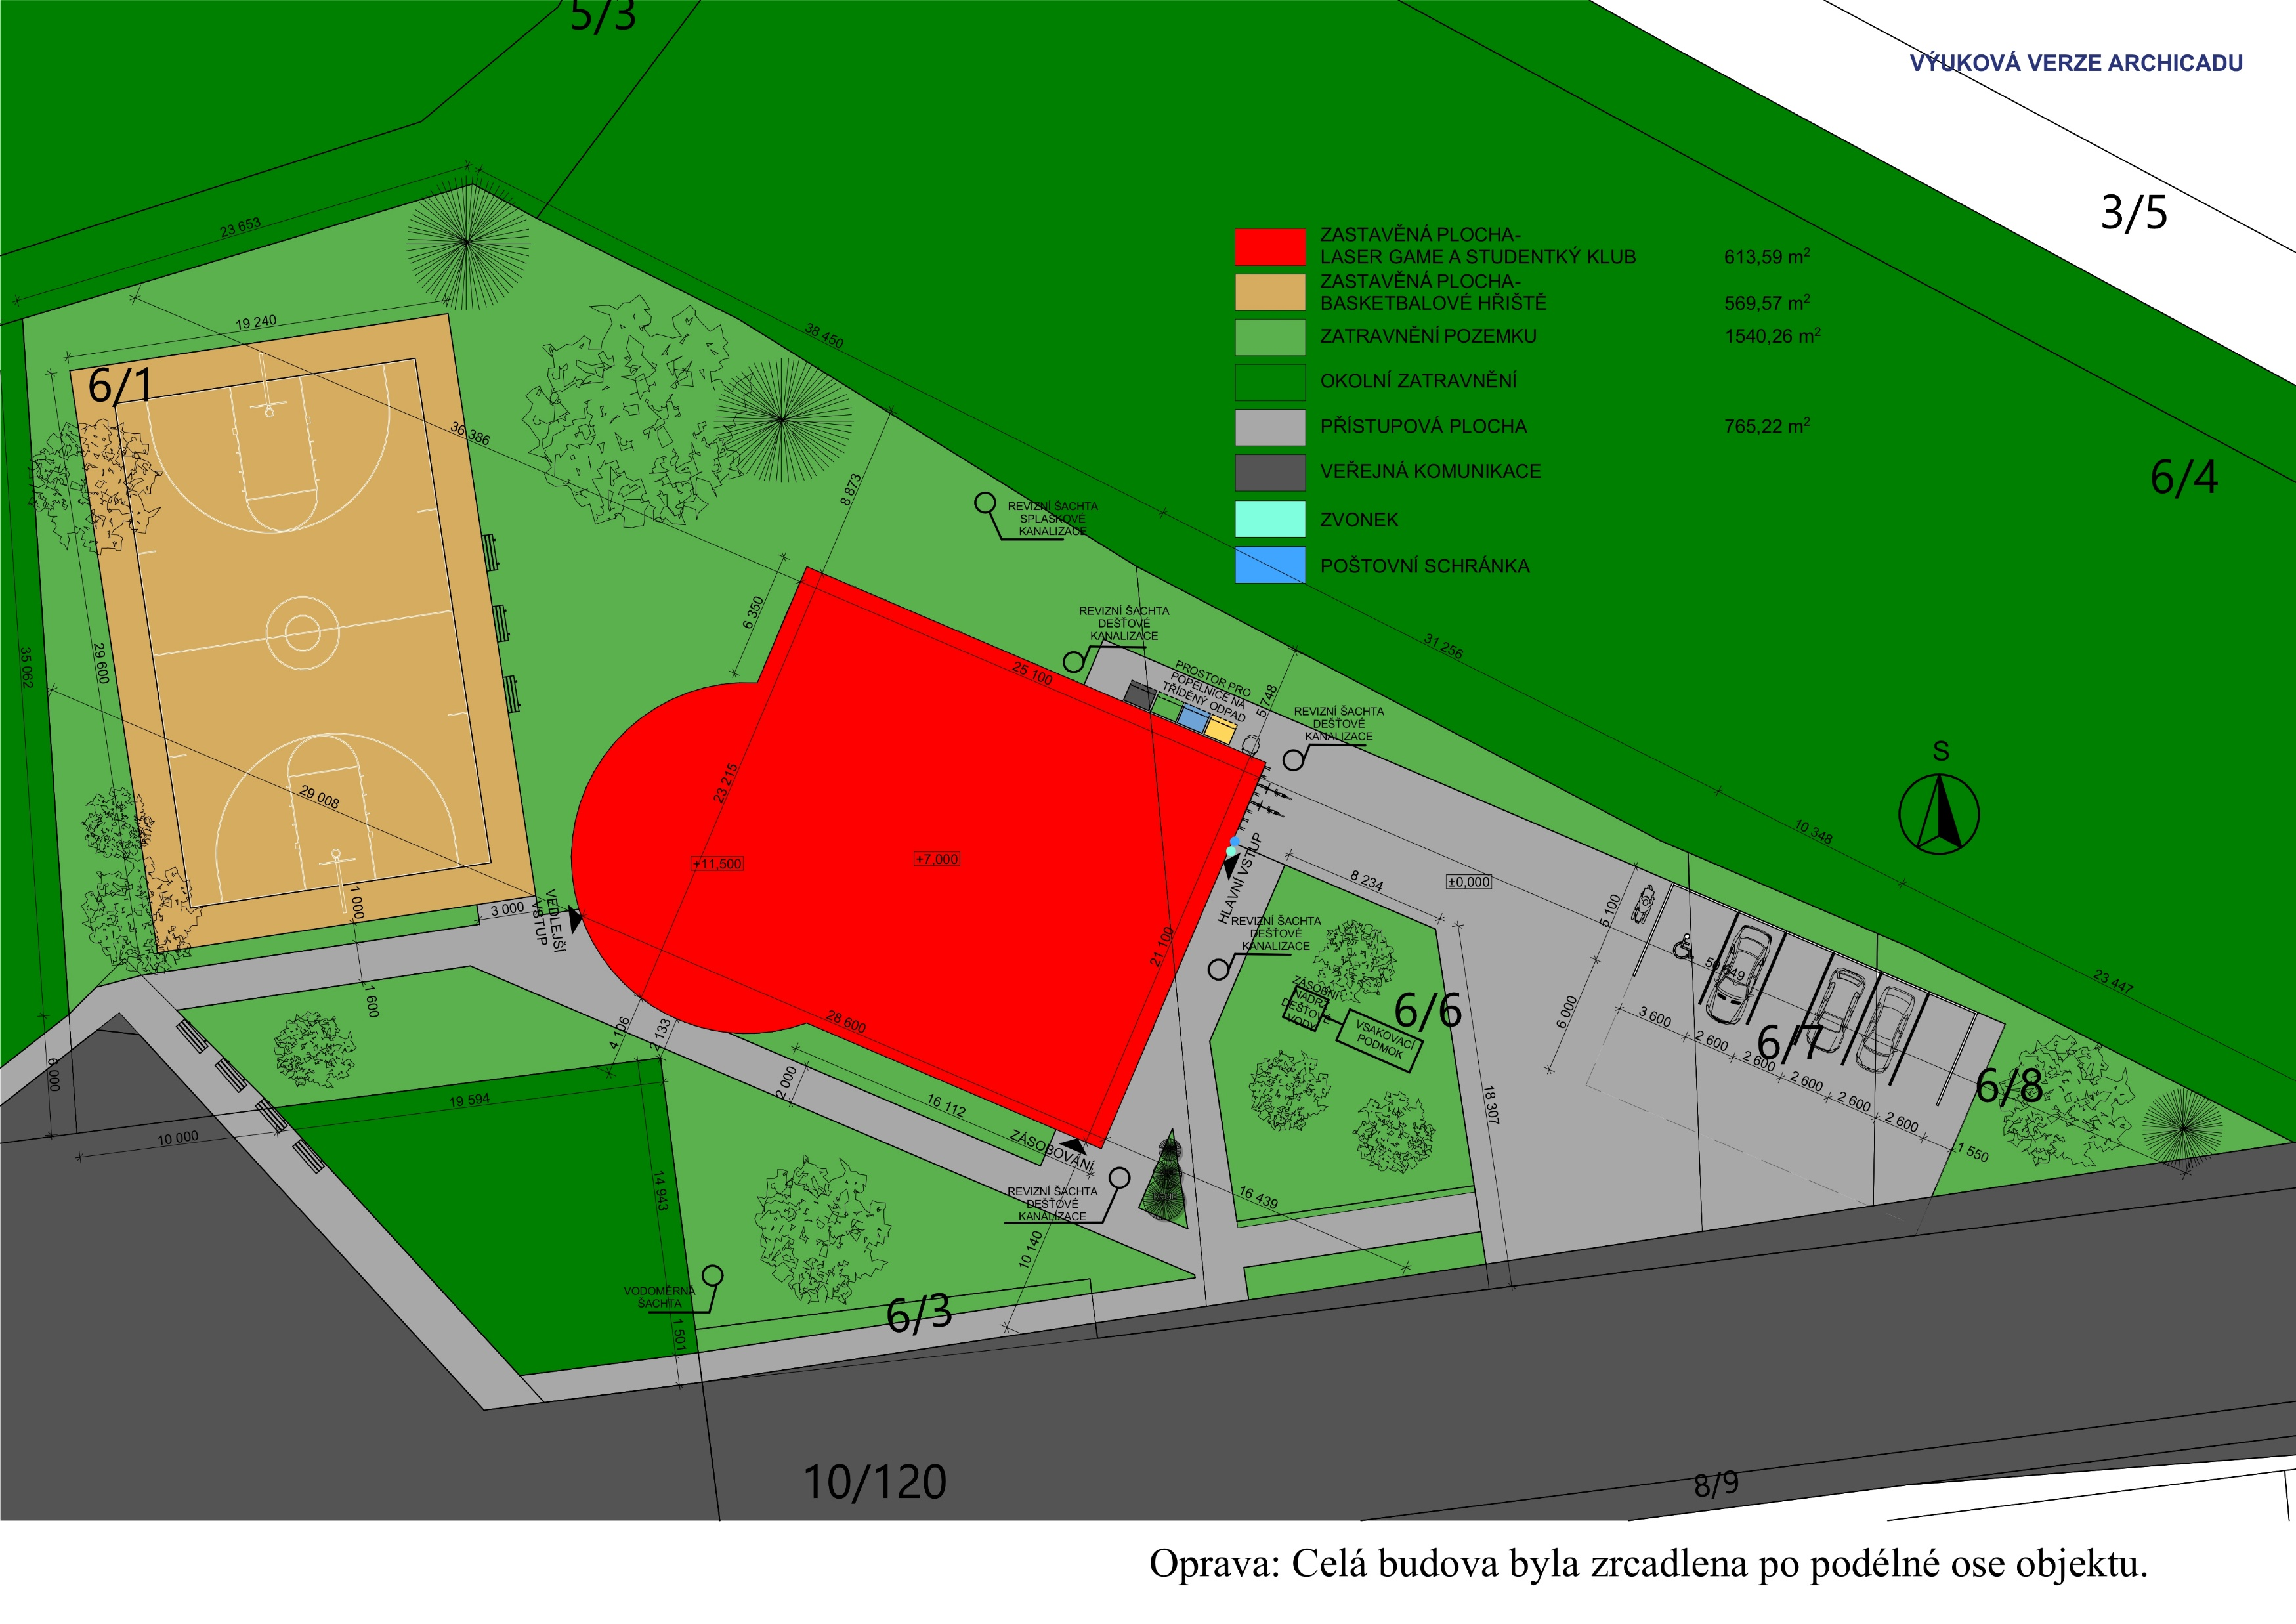 5/3
VÝUKOVÁ VERZE ARCHICADU
3/5
23 653
ZASTAVĚNÁ PLOCHA-
LASER GAME A STUDENTKÝ KLUB 613,59 m²
ZASTAVĚNÁ PLOCHA-
BASKETBALOVÉ HŘIŠTĚ 569,57 m²
ZATRAVNĚNÍ POZEMKU 1540,26 m²
OKOLNÍ ZATRAVNĚNÍ
PŘÍSTUPOVÁ PLOCHA 765,22 m²
VEŘEJNÁ KOMUNIKACE
ZVONEK
POŠTOVNÍ SCHRÁNKA
19 240
38 450
6/1
36 386
6/4
8 873
REVIZNÍ ŠACHTA
SPLAŠKOVÉ
KANALIZACE
6 350
REVIZNÍ ŠACHTA
DEŠŤOVÉ
KANALIZACE
31 256
35 062
29 600
25 100
PROSTOR PRO
POPELNICE NA
TŘÍDĚNÝ ODPAD
5 748
REVIZNÍ ŠACHTA
DEŠŤOVÉ
KANALIZACE
S
29 008
23 215
10 348
+11,500
+7,000
HLAVNÍ VSTUP
8 234
±0,000
1 000
3 000
VEDLEJŠÍ
VSTUP
5 100
REVIZNÍ ŠACHTA
DEŠŤOVÉ
KANALIZACE
21 100
50 649
23 447
1 600
ZÁSOBNÍ
NÁDRŽ
DEŠŤOVÉ
VODY
6/6
6 000
28 600
4 106
2 133
VSAKOVACÍ
PODMOK
3 600
2 600
2 600
2 600
2 600
2 600
1 550
6/7
6/8
6 000
2 000
19 594
16 112
18 307
10 000
ZÁSOBOVÁNÍ
14 943
REVIZNÍ ŠACHTA
DEŠŤOVÉ
KANALIZACE
16 439
10 140
VODOMĚRNÁ
ŠACHTA
6/3
1 501
10/120
8/9
Oprava: Celá budova byla zrcadlena po podélné ose objektu.